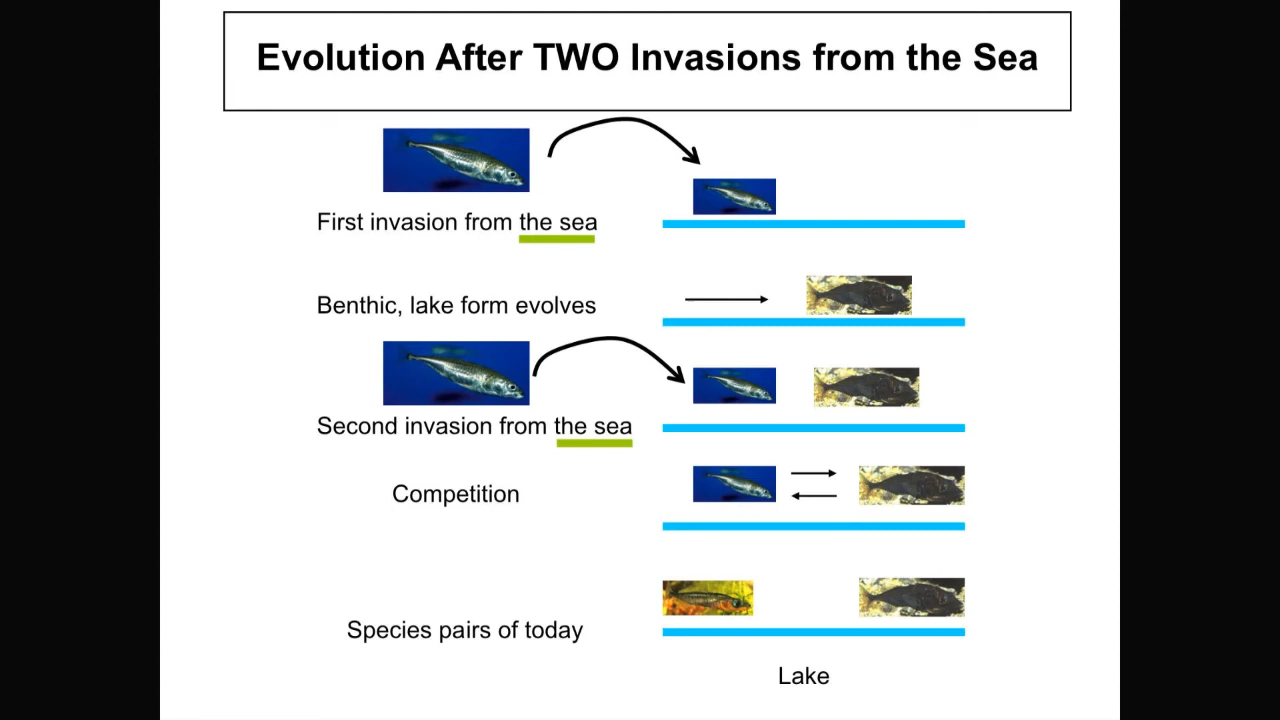 Evolution After TWO Invasions from the Sea
First invasion from the sea
Benthic, lake form evolves
Second invasion from the sea
Competition
Species pairs of today
Lake